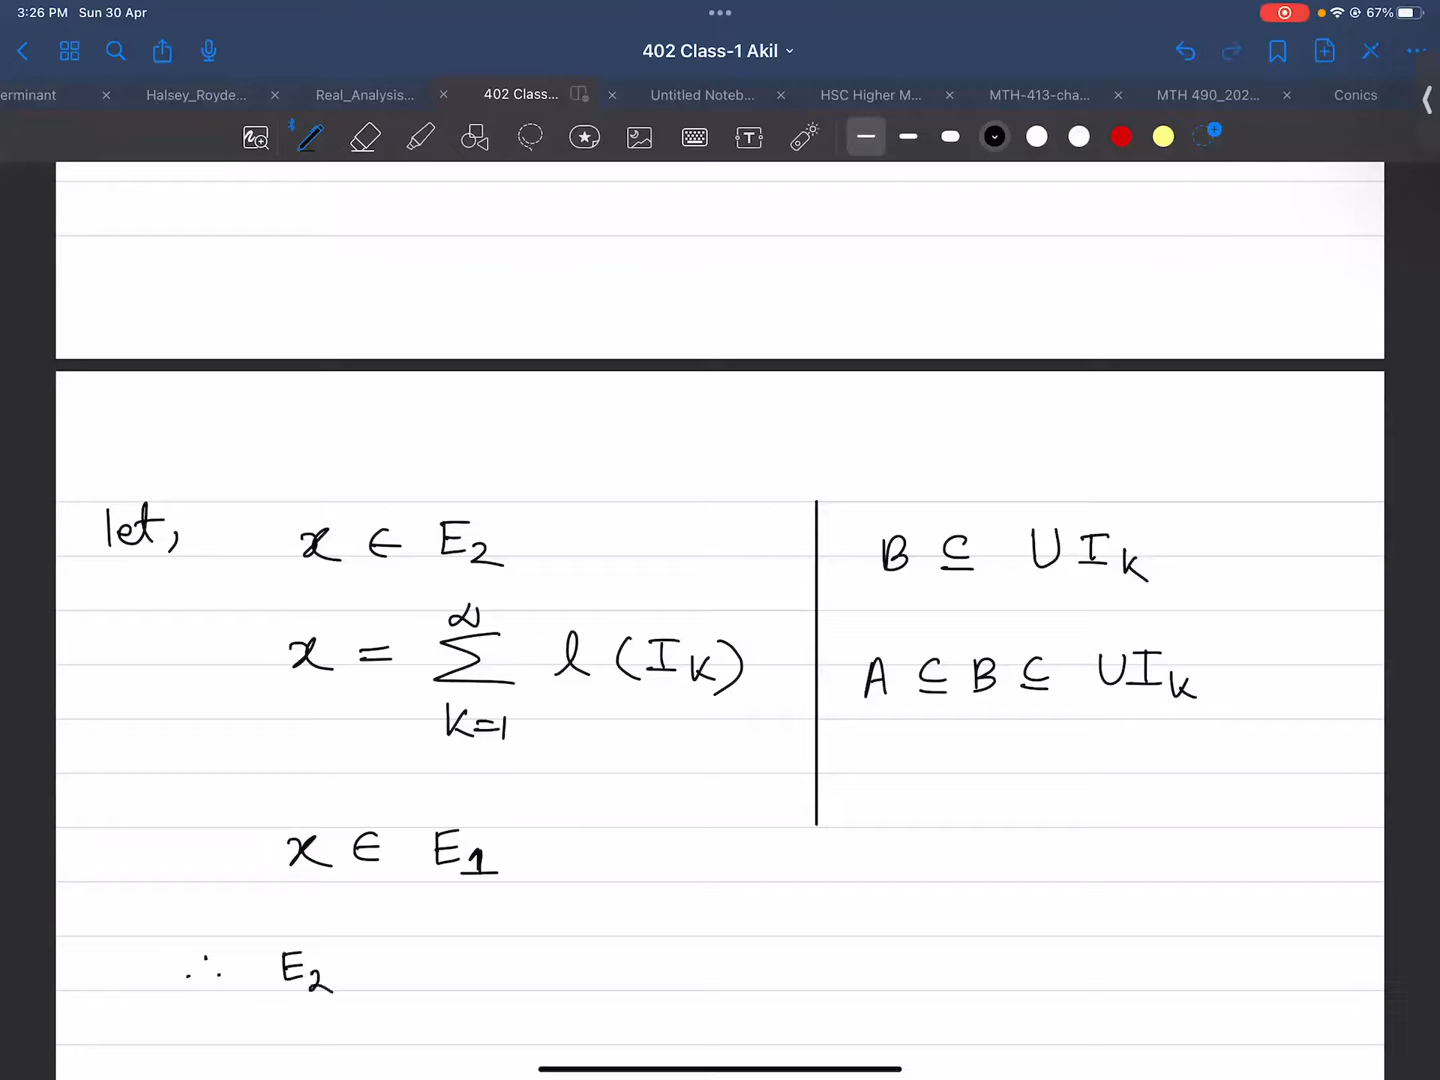 3:26 PM Sun 30 Apr
67%
402 Class-1 Akil
erminant
Halsey_Royde...
Real_Analysis...
402 Class...
Untitled Noteb...
HSC Higher M...
MTH-413-cha...
MTH 490_202...
Conics
let, x ∈ E₂
x = ∑_{k=1}^{∞} l (I_k)
x ∈ E₁
∴ E₂
B ⊆ ∪ I_k
A ⊆ B ⊆ ∪I_k